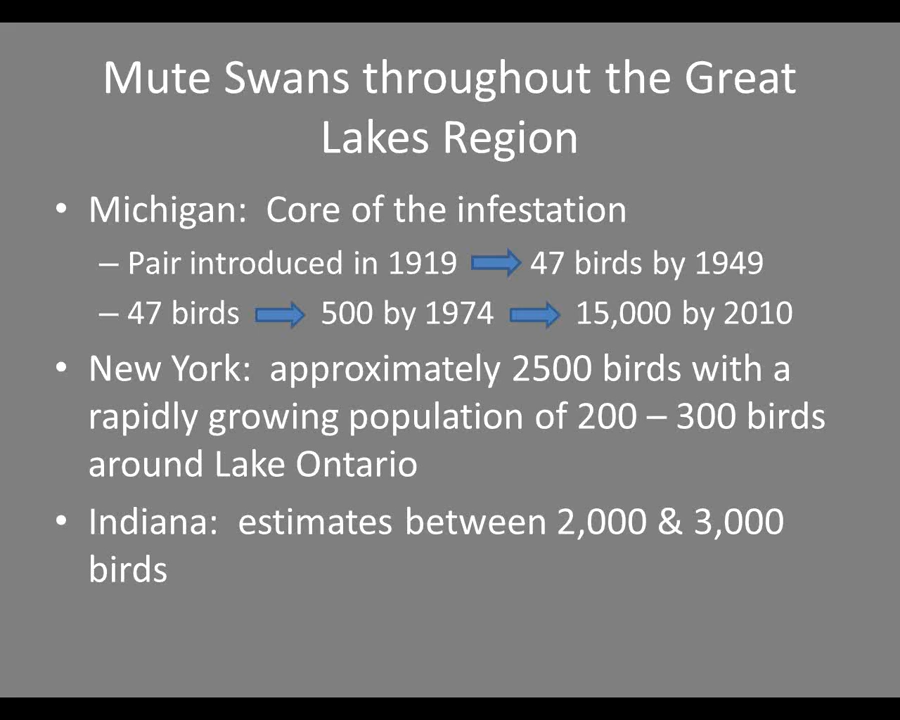 Mute Swans throughout the Great
Lakes Region
• Michigan:  Core of the infestation
– Pair introduced in 1919 47 birds by 1949
– 47 birds 500 by 1974 15,000 by 2010
• New York:  approximately 2500 birds with a
rapidly growing population of 200 – 300 birds
around Lake Ontario
• Indiana:  estimates between 2,000 & 3,000
birds